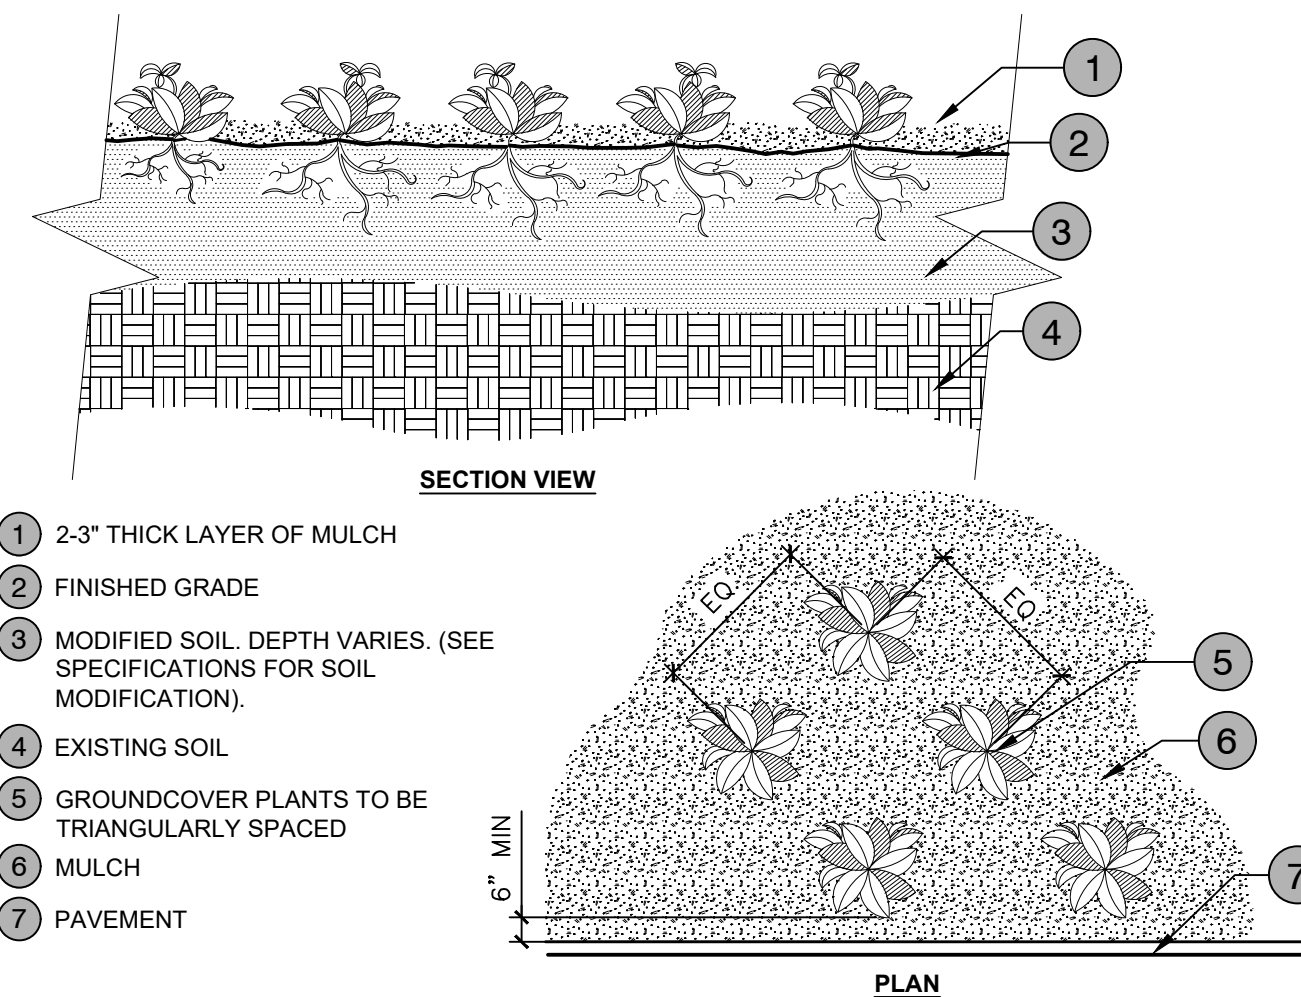 1
2
3
4
SECTION VIEW
1 2-3" THICK LAYER OF MULCH
2 FINISHED GRADE
3 MODIFIED SOIL. DEPTH VARIES. (SEE
SPECIFICATIONS FOR SOIL
MODIFICATION).
4 EXISTING SOIL
5 GROUNDCOVER PLANTS TO BE
TRIANGULARLY SPACED
6 MULCH
7 PAVEMENT
EQ
EQ
5
6
6" MIN
7
PLAN